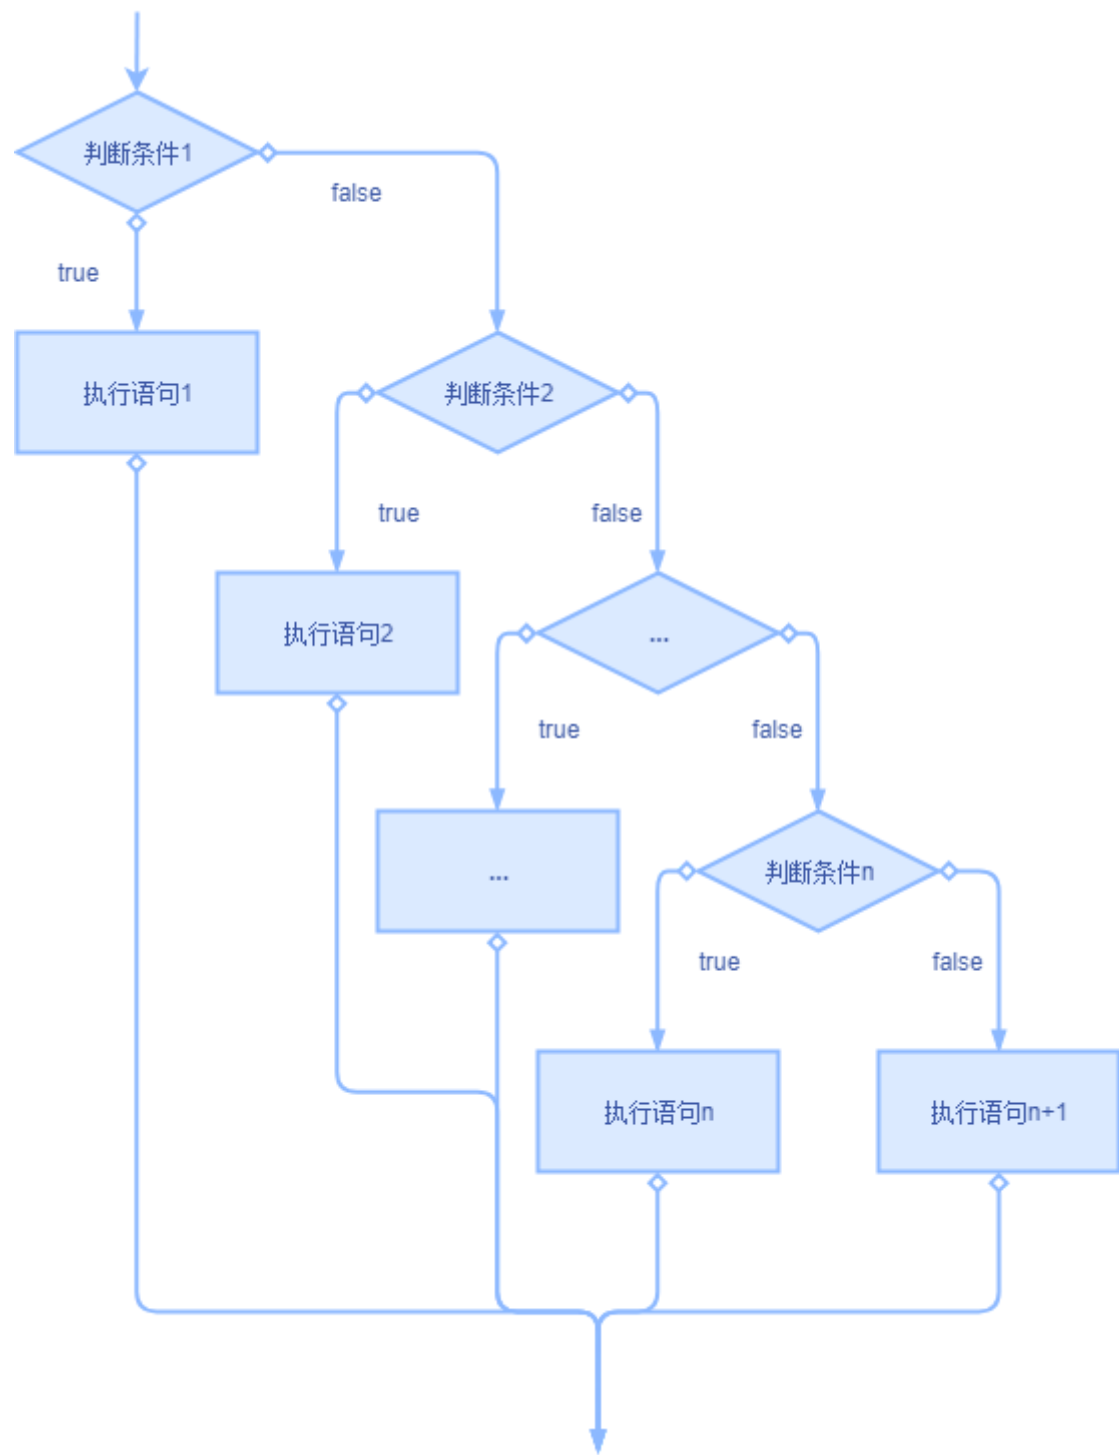 判断条件1
false
true
执行语句1
判断条件2
true
false
执行语句2
...
true
false
...
判断条件n
true
false
执行语句n
执行语句n+1